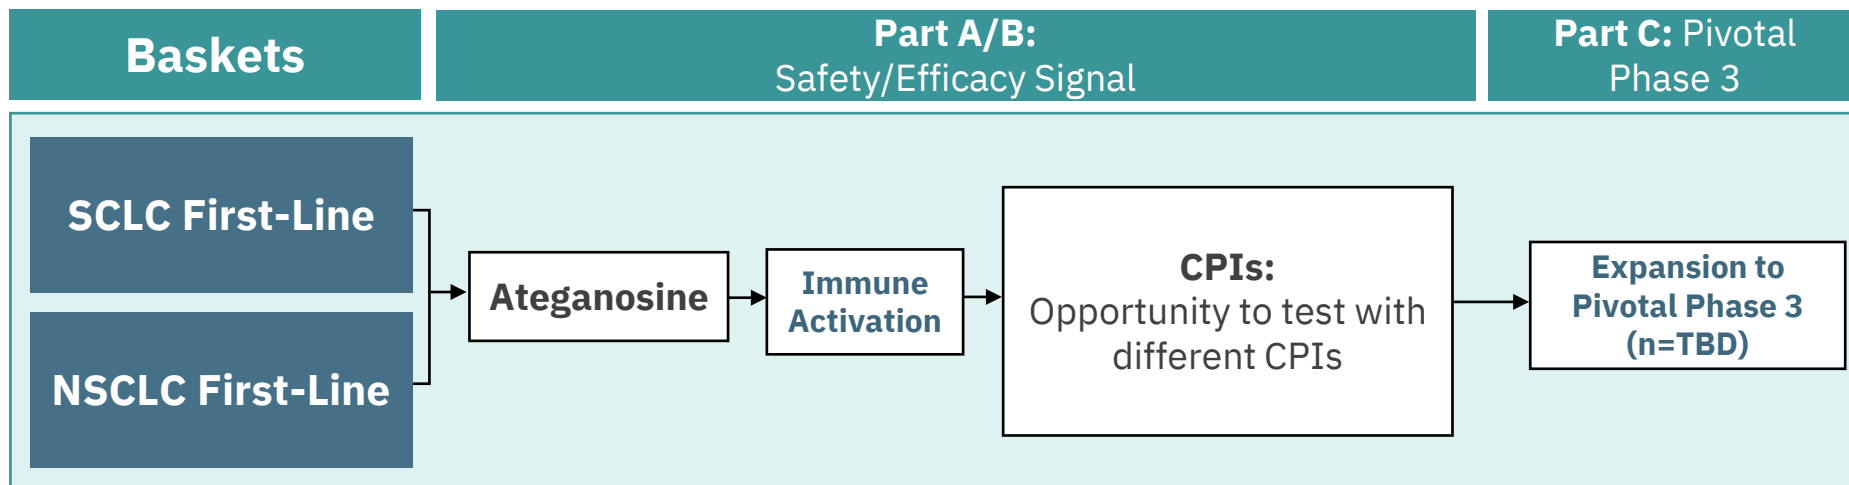 Baskets
Part A/B:
Safety/Efficacy Signal
Part C: Pivotal
Phase 3
SCLC First-Line
NSCLC First-Line
Ateganosine
Immune
Activation
CPIs:
Opportunity to test with
different CPIs
Expansion to
Pivotal Phase 3
(n=TBD)